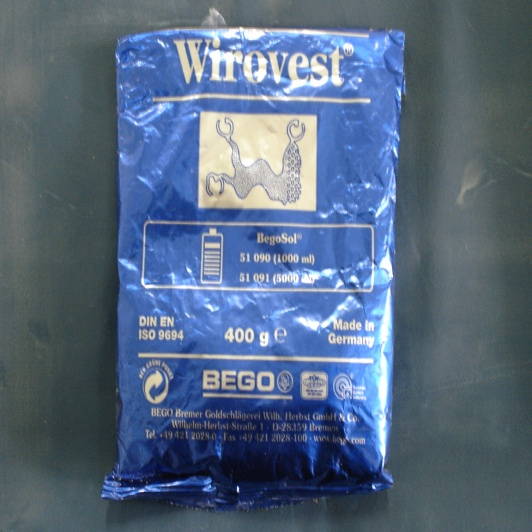 Wirovest®
BegoSol®
51 090 (1000 ml)
51 091 (5000 ml)
DIN EN
ISO 9694
400 g ℮
Made in
Germany
DER GRÜNE PUNKT
BEGO
BEGO Bremer Goldschlägerei Wilh. Herbst GmbH & Co.
Wilhelm-Herbst-Straße 1 · D-28359 Bremen
Tel. +49 421 2028-0 · Fax +49 421 2028-100 · www.bego.com